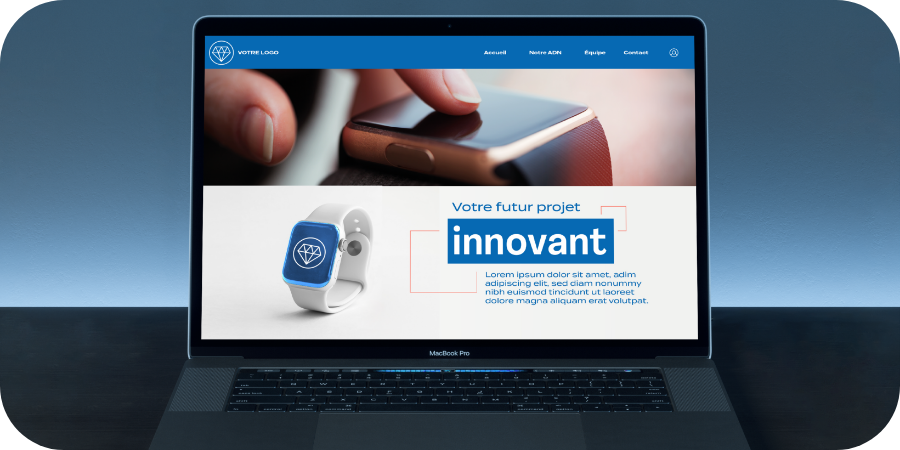 VOTRE LOGO
Accueil
Notre ADN
Équipe
Contact
Votre futur projet
innovant
Lorem ipsum dolor sit amet, adim
adipiscing elit, sed diam nonummy
nibh euismod tincidunt ut laoreet
dolore magna aliquam erat volutpat.
MacBook Pro